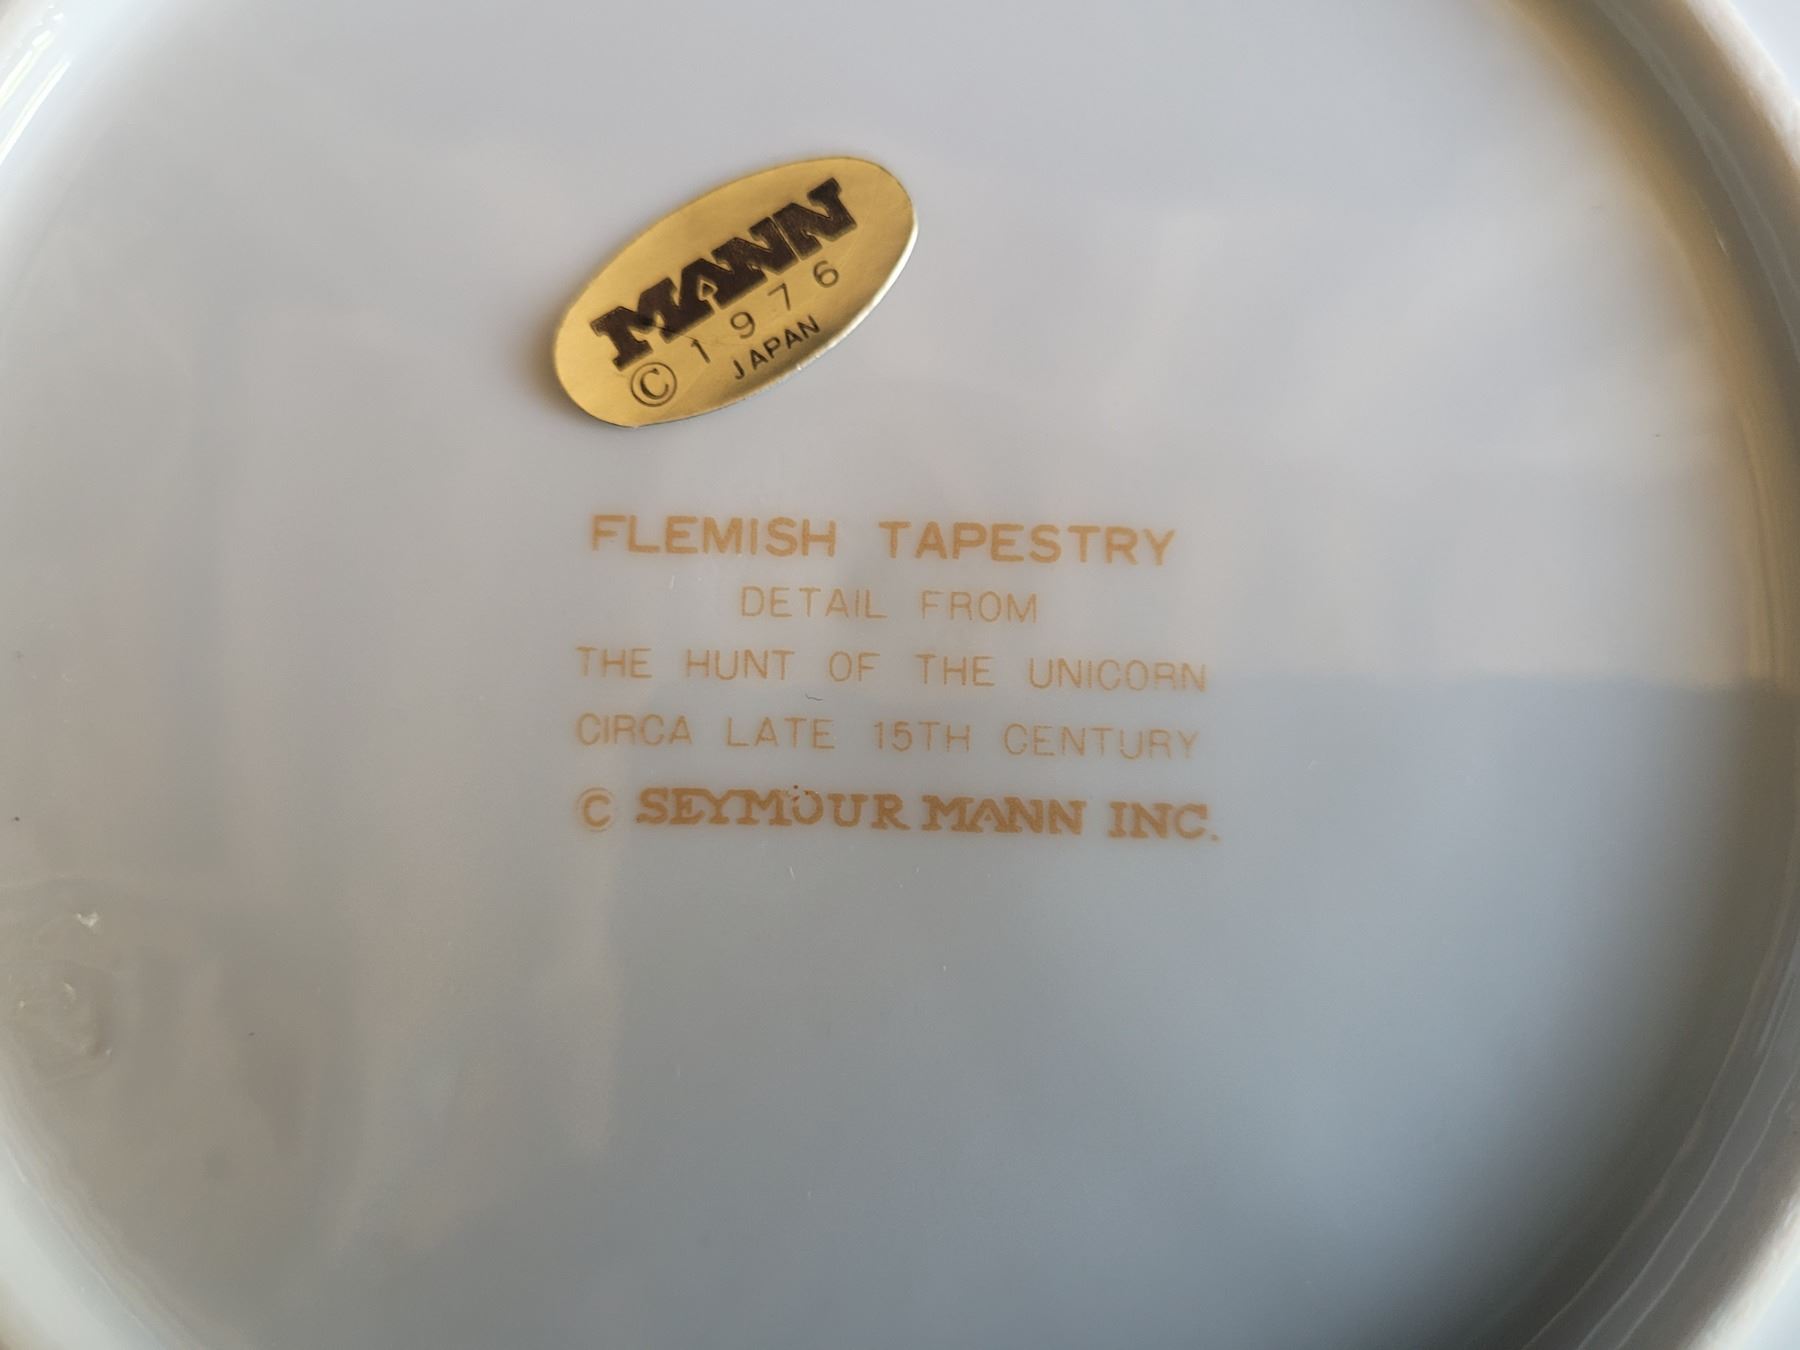 MANN
© 1976
JAPAN
FLEMISH TAPESTRY
DETAIL FROM
THE HUNT OF THE UNICORN
CIRCA LATE 15TH CENTURY
© SEYMOUR MANN INC.